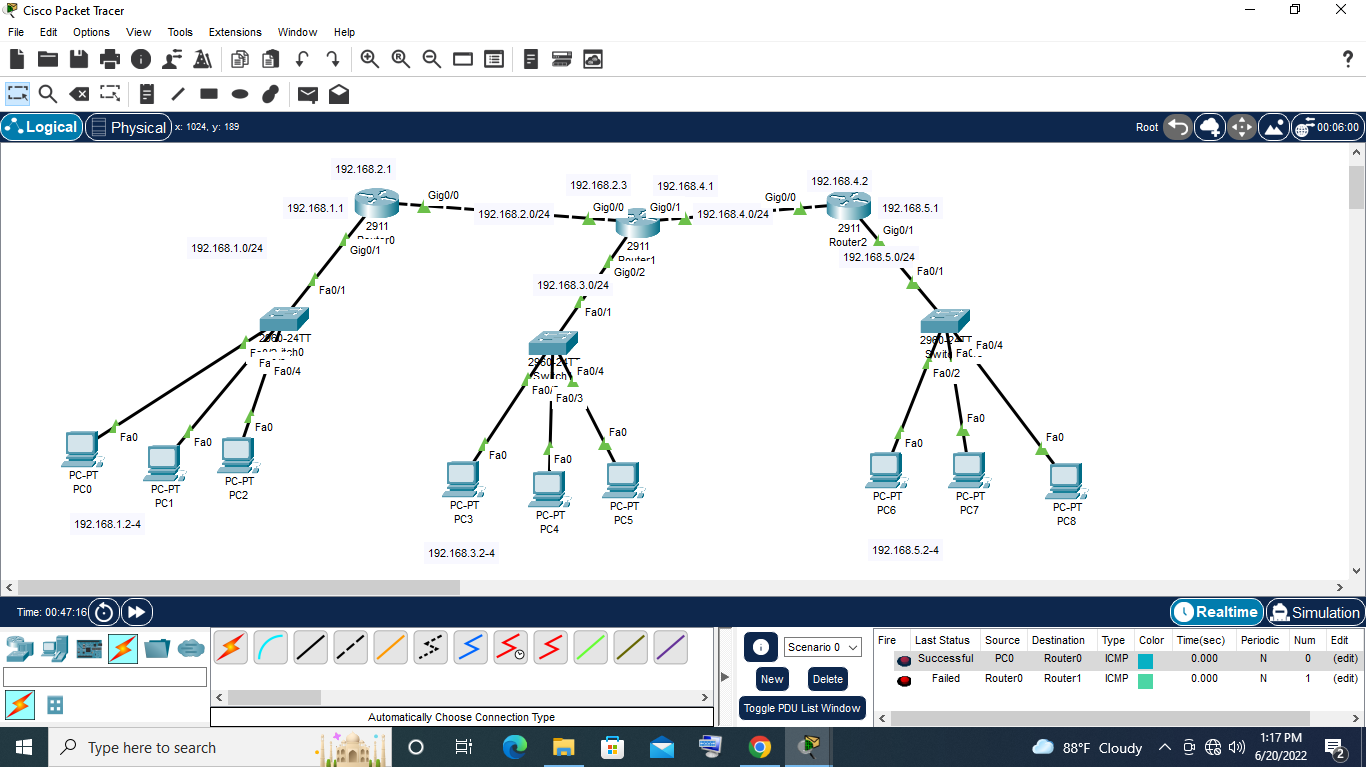 Cisco Packet Tracer
File Edit Options View Tools Extensions Window Help
Logical Physical x: 1024, y: 189 Root 00:06:00
192.168.2.1
192.168.1.1
Gig0/0
2911
Router0
Gig0/1
192.168.1.0/24
192.168.2.0/24
192.168.2.3
192.168.4.1
Gig0/0
Gig0/1
2911
Router1
Gig0/2
192.168.4.0/24
Gig0/0
192.168.4.2
192.168.5.1
2911
Router2
Gig0/1
192.168.5.0/24
192.168.3.0/24
Fa0/1
Fa0/4
Fa0/1
2960-24TT
Fa0/4
Fa0/3
Fa0/1
Fa0/4
Fa0/2
Fa0
Fa0
Fa0
PC-PT
PC0
PC-PT
PC1
PC-PT
PC2
192.168.1.2-4
Fa0
Fa0
Fa0
PC-PT
PC3
PC-PT
PC4
PC-PT
PC5
192.168.3.2-4
Fa0
Fa0
Fa0
PC-PT
PC6
PC-PT
PC7
PC-PT
PC8
192.168.5.2-4
Time: 00:47:16
Realtime Simulation
Automatically Choose Connection Type
Scenario 0
New Delete
Toggle PDU List Window
Fire Last Status Source Destination Type Color Time(sec) Periodic Num Edit
Successful PC0 Router0 ICMP 0.000 N 0 (edit)
Failed Router0 Router1 ICMP 0.000 N 1 (edit)
Type here to search
88°F Cloudy
1:17 PM
6/20/2022
2